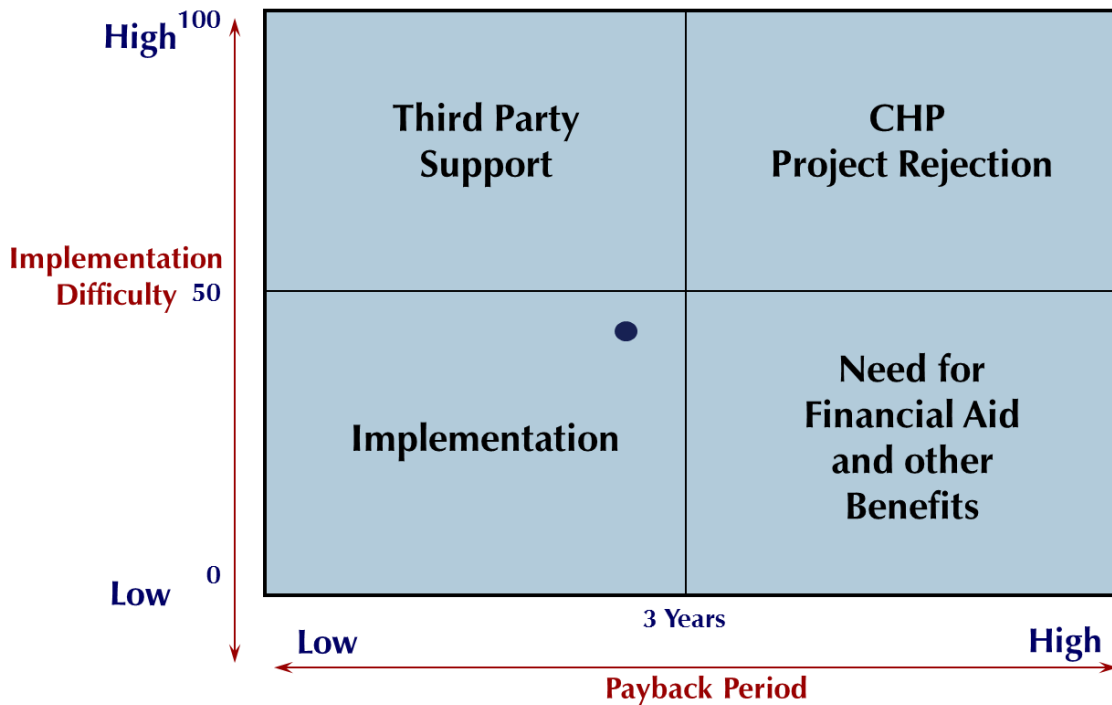 High
100
Third Party
Support
CHP
Project Rejection
Implementation
Difficulty
50
Implementation
Need for
Financial Aid
and other
Benefits
0
Low
3 Years
Low
High
Payback Period